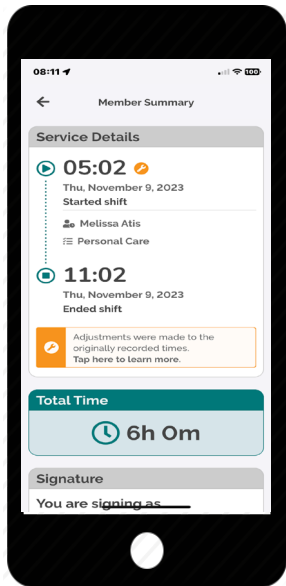 08:11
100
Member Summary
Service Details
05:02
Thu, November 9, 2023
Started shift
Melissa Atis
Personal Care
11:02
Thu, November 9, 2023
Ended shift
Adjustments were made to the
originally recorded times.
Tap here to learn more.
Total Time
6h 0m
Signature
You are signing as